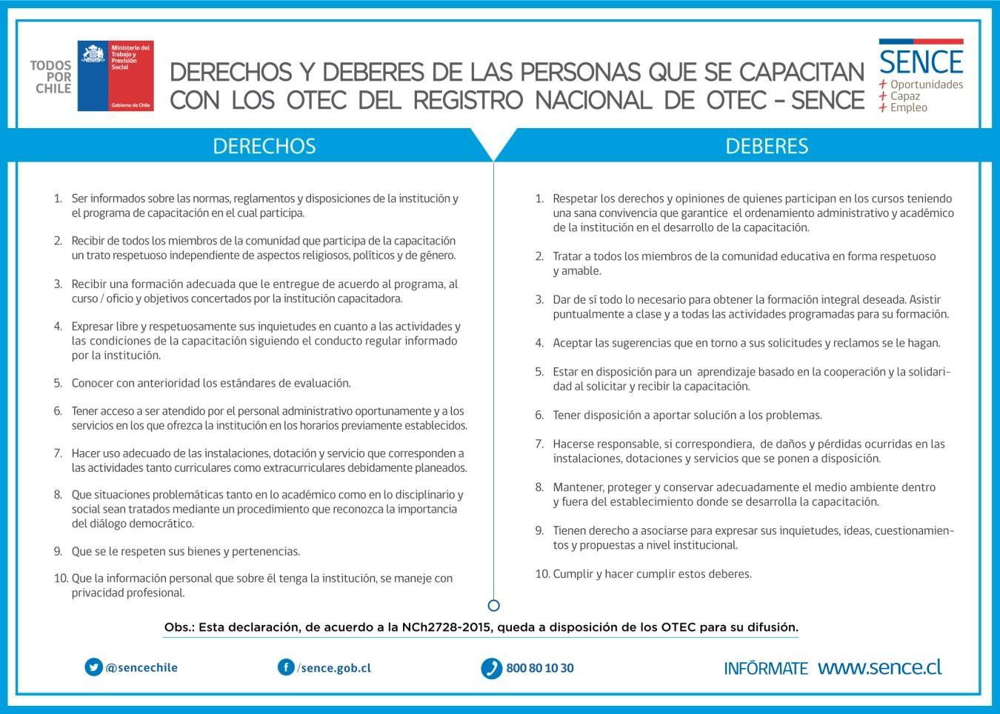 TODOS
POR
CHILE
Ministerio del
Trabajo y
Previsión
Social
Gobierno de Chile
DERECHOS Y DEBERES DE LAS PERSONAS QUE SE CAPACITAN
CON LOS OTEC DEL REGISTRO NACIONAL DE OTEC – SENCE
SENCE
+ Oportunidades
+ Capaz
+ Empleo
DERECHOS
1. Ser informados sobre las normas, reglamentos y disposiciones de la institución y
el programa de capacitación en el cual participa.
2. Recibir de todos los miembros de la comunidad que participa de la capacitación
un trato respetuoso independiente de aspectos religiosos, políticos y de género.
3. Recibir una formación adecuada que le entregue de acuerdo al programa, al
curso / oficio y objetivos concertados por la institución capacitadora.
4. Expresar libre y respetuosamente sus inquietudes en cuanto a las actividades y
las condiciones de la capacitación siguiendo el conducto regular informado
por la institución.
5. Conocer con anterioridad los estándares de evaluación.
6. Tener acceso a ser atendido por el personal administrativo oportunamente y a los
servicios en los que ofrezca la institución en los horarios previamente establecidos.
7. Hacer uso adecuado de las instalaciones, dotación y servicio que corresponden a
las actividades tanto curriculares como extracurriculares debidamente planeados.
8. Que situaciones problemáticas tanto en lo académico como en lo disciplinario y
social sean tratados mediante un procedimiento que reconozca la importancia
del diálogo democrático.
9. Que se le respeten sus bienes y pertenencias.
10. Que la información personal que sobre él tenga la institución, se maneje con
privacidad profesional.
DEBERES
1. Respetar los derechos y opiniones de quienes participan en los cursos teniendo
una sana convivencia que garantice el ordenamiento administrativo y académico
de la institución en el desarrollo de la capacitación.
2. Tratar a todos los miembros de la comunidad educativa en forma respetuoso
y amable.
3. Dar de sí todo lo necesario para obtener la formación integral deseada. Asistir
puntualmente a clase y a todas las actividades programadas para su formación.
4. Aceptar las sugerencias que en torno a sus solicitudes y reclamos se le hagan.
5. Estar en disposición para un aprendizaje basado en la cooperación y la solidari-
dad al solicitar y recibir la capacitación.
6. Tener disposición a aportar solución a los problemas.
7. Hacerse responsable, si correspondiera, de daños y pérdidas ocurridas en las
instalaciones, dotaciones y servicios que se ponen a disposición.
8. Mantener, proteger y conservar adecuadamente el medio ambiente dentro
y fuera del establecimiento donde se desarrolla la capacitación.
9. Tienen derecho a asociarse para expresar sus inquietudes, ideas, cuestionamien-
tos y propuestas a nivel institucional.
10. Cumplir y hacer cumplir estos deberes.
Obs.: Esta declaración, de acuerdo a la NCh2728-2015, queda a disposición de los OTEC para su difusión.
@sencechile
/sence.gob.cl
800 80 10 30
INFÓRMATE www.sence.cl